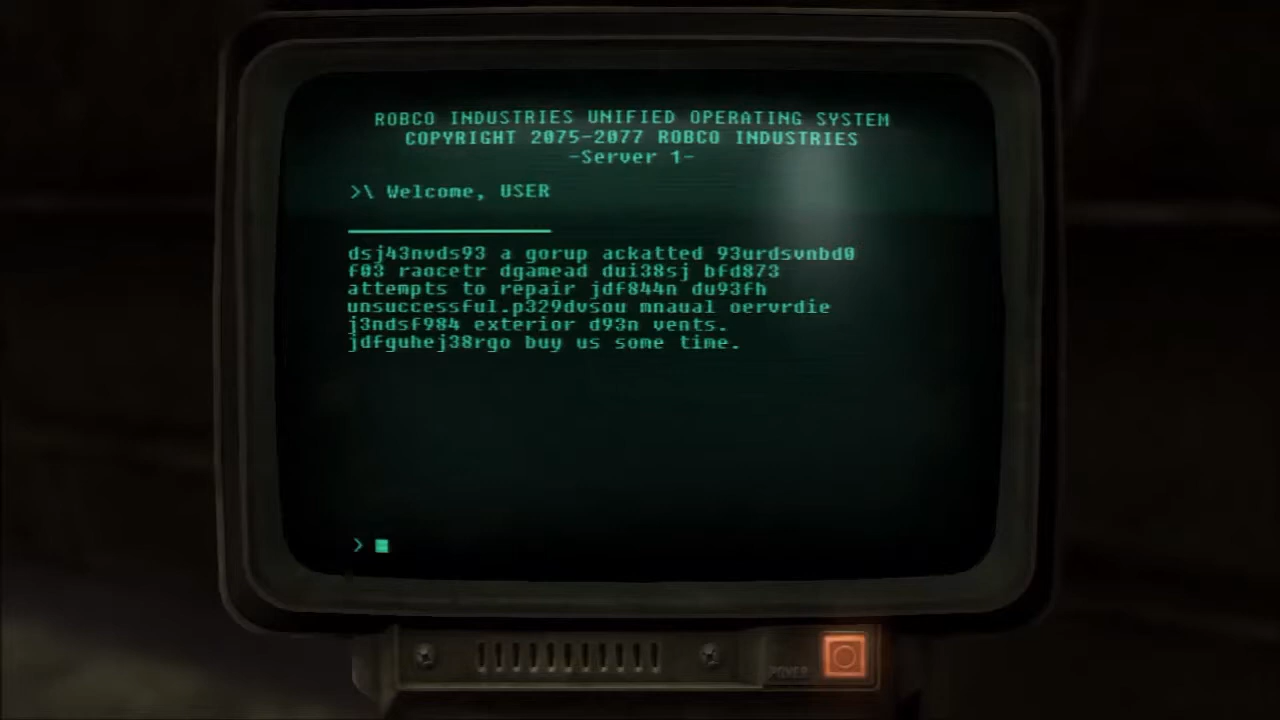 ROBCO INDUSTRIES UNIFIED OPERATING SYSTEM
COPYRIGHT 2075-2077 ROBCO INDUSTRIES
-Server 1-
>\ Welcome, USER
dsj43nvds93 a gorup ackatted 93urdsvnbd0
f03 raocetr dgamead dui38sj bfd873
attempts to repair jdf844n du93fh
unsuccessful.p329dvsou mnaual oervrdie
j3ndsf984 exterior d93n vents.
jdfguhej38rgo buy us some time.
>
POWER